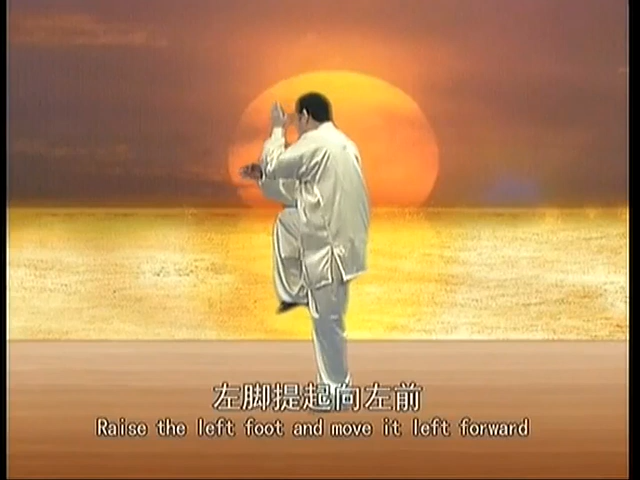 左脚提起向左前
Raise the left foot and move it left forward